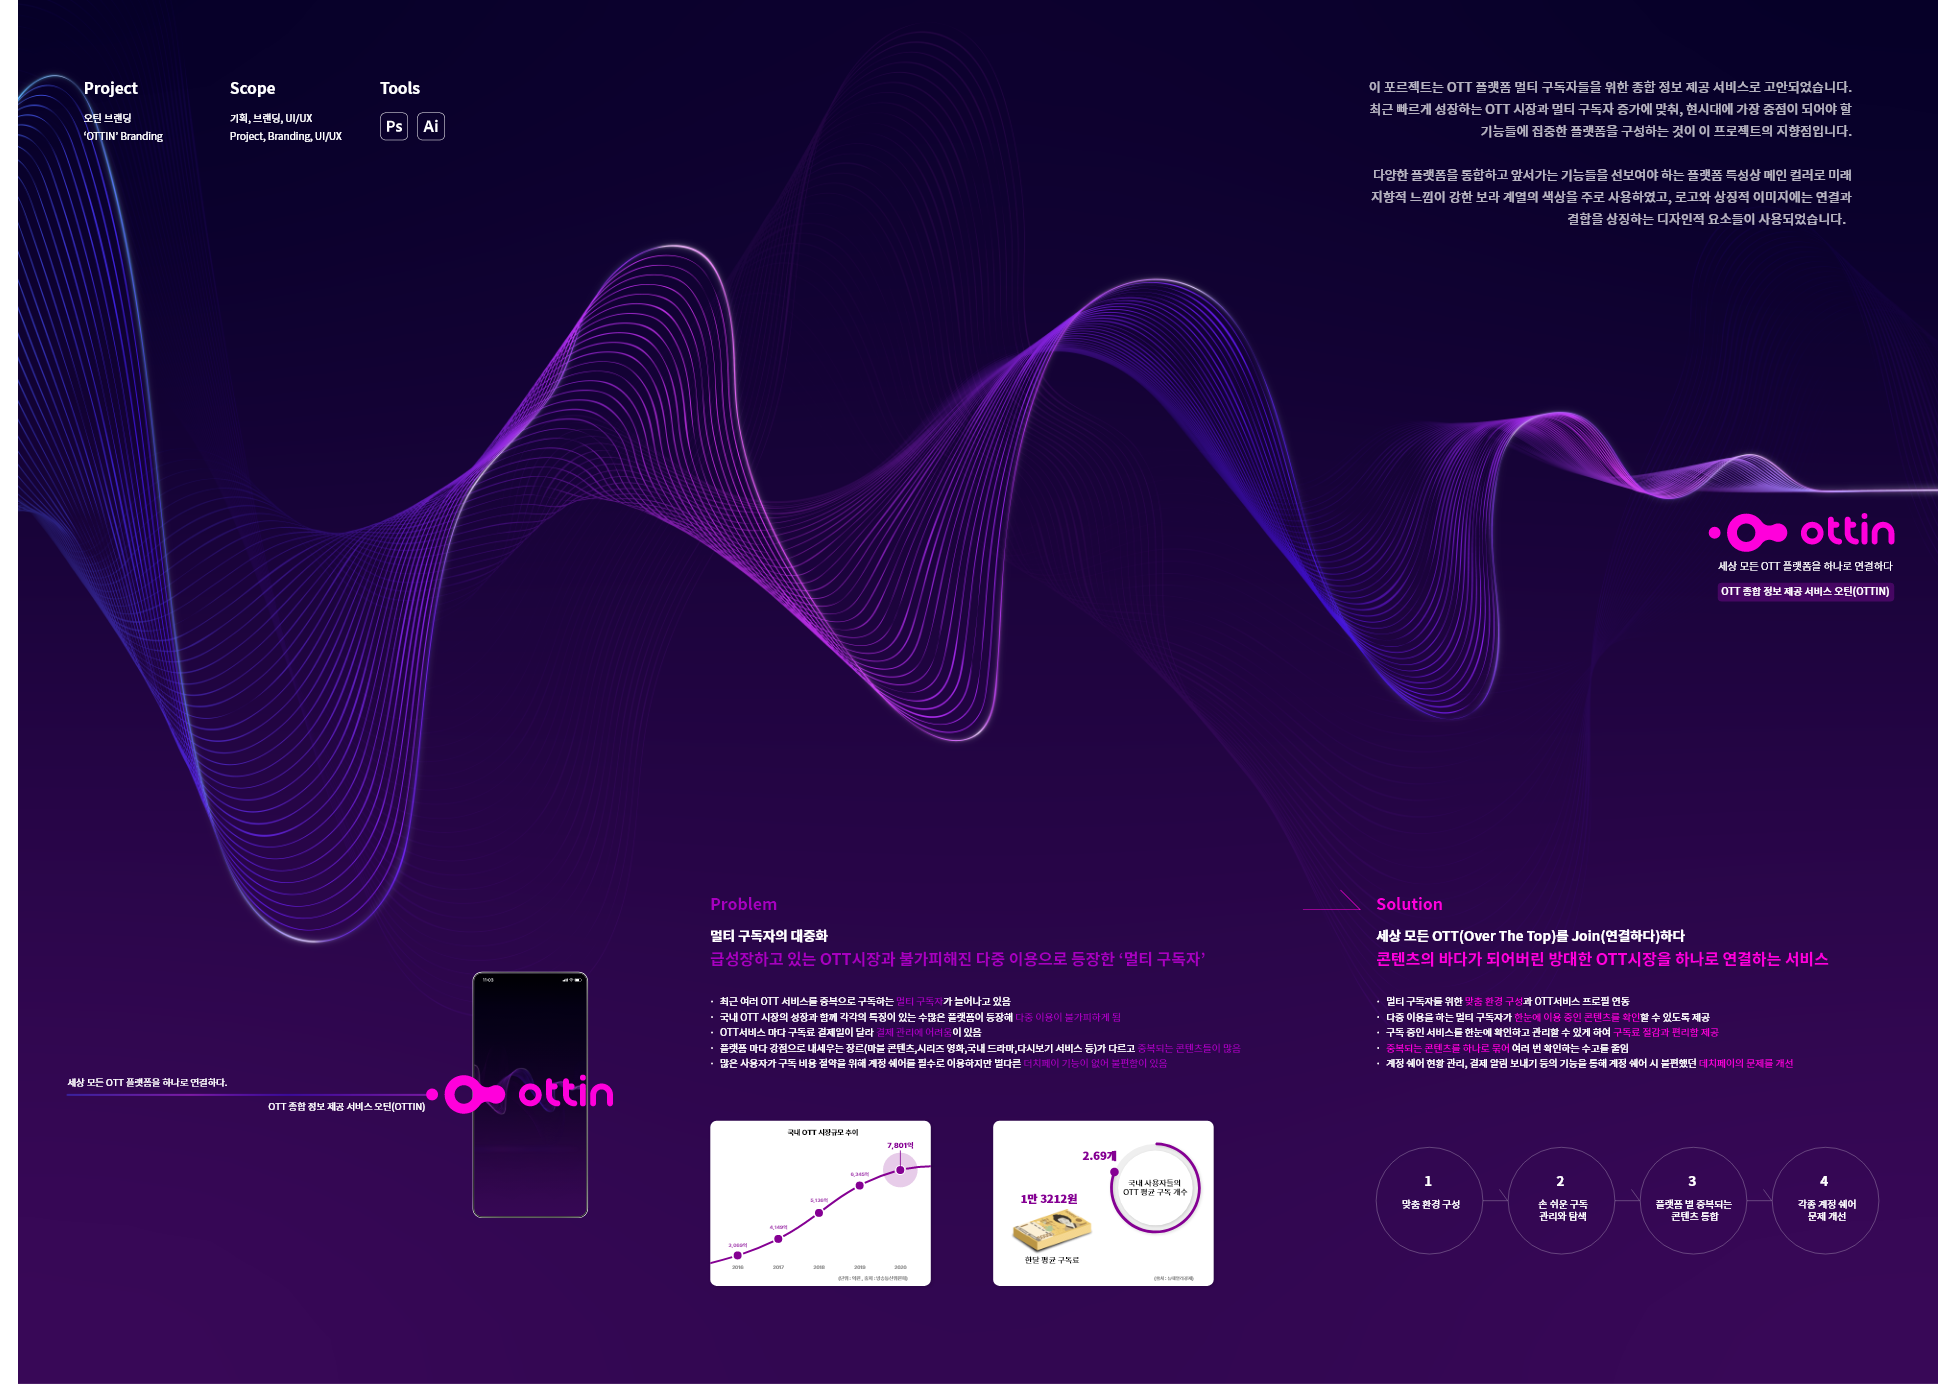 Project
오틴 브랜딩
‘OTTIN’ Branding
Scope
기획, 브랜딩, UI/UX
Project, Branding, UI/UX
Tools
Ps Ai
이 포르젝트는 OTT 플랫폼 멀티 구독자들을 위한 종합 정보 제공 서비스로 고안되었습니다.
최근 빠르게 성장하는 OTT 시장과 멀티 구독자 증가에 맞춰, 현시대에 가장 중점이 되어야 할
기능들에 집중한 플랫폼을 구성하는 것이 이 프로젝트의 지향점입니다.
다양한 플랫폼을 통합하고 앞서가는 기능들을 선보여야 하는 플랫폼 특성상 메인 컬러로 미래
지향적 느낌이 강한 보라 계열의 색상을 주로 사용하였고, 로고와 상징적 이미지에는 연결과
결합을 상징하는 디자인적 요소들이 사용되었습니다.
ottin
세상 모든 OTT 플랫폼을 하나로 연결하다
OTT 종합 정보 제공 서비스 오틴(OTTIN)
세상 모든 OTT 플랫폼을 하나로 연결하다.
OTT 종합 정보 제공 서비스 오틴(OTTIN)
11:03
ottin
Problem
멀티 구독자의 대중화
급성장하고 있는 OTT시장과 불가피해진 다중 이용으로 등장한 ‘멀티 구독자’
· 최근 여러 OTT 서비스를 중복으로 구독하는 멀티 구독자가 늘어나고 있음
· 국내 OTT 시장의 성장과 함께 각각의 특징이 있는 수많은 플랫폼이 등장해 다중 이용이 불가피하게 됨
· OTT서비스 마다 구독료 결제일이 달라 결제 관리에 어려움이 있음
· 플랫폼 마다 강점으로 내세우는 장르(마블 콘텐츠,시리즈 영화,국내 드라마,다시보기 서비스 등)가 다르고 중복되는 콘텐츠들이 많음
· 많은 사용자가 구독 비용 절약을 위해 계정 쉐어를 필수로 이용하지만 별다른 더치페이 기능이 없어 불편함이 있음
국내 OTT 시장규모 추이
7,801억
6,345억
5,136억
4,149억
3,069억
2016 2017 2018 2019 2020
2.69개
국내 사용자들의
OTT 평균 구독 개수
1만 3212원
한달 평균 구독료
Solution
세상 모든 OTT(Over The Top)를 Join(연결하다)하다
콘텐츠의 바다가 되어버린 방대한 OTT시장을 하나로 연결하는 서비스
· 멀티 구독자를 위한 맞춤 환경 구성과 OTT서비스 프로필 연동
· 다중 이용을 하는 멀티 구독자가 한눈에 이용 중인 콘텐츠를 확인할 수 있도록 제공
· 구독 중인 서비스를 한눈에 확인하고 관리할 수 있게 하여 구독료 절감과 편리함 제공
· 중복되는 콘텐츠를 하나로 묶어 여러 번 확인하는 수고를 줄임
· 계정 쉐어 현황 관리, 결제 알림 보내기 등의 기능을 통해 계정 쉐어 시 불편했던 더치페이의 문제를 개선
1
맞춤 환경 구성
2
손 쉬운 구독
관리와 탐색
3
플랫폼 별 중복되는
콘텐츠 통합
4
각종 계정 쉐어
문제 개선